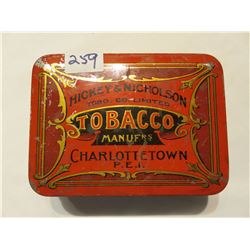 259
HICKEY & NICHOLSON
TOBO. CO. LIMITED
TOBACCO
MANUFRS
CHARLOTTETOWN
P.E.I.